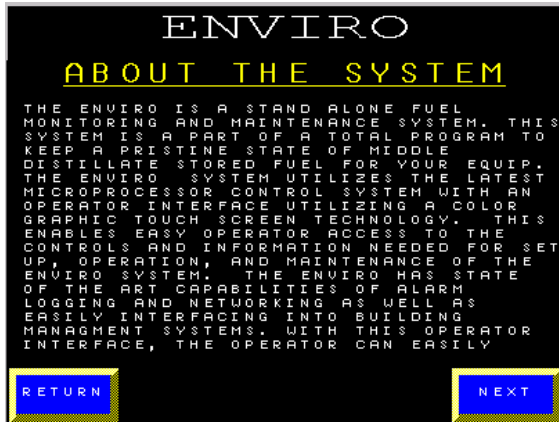 ENVIRO
ABOUT THE SYSTEM
THE ENVIRO IS A STAND ALONE FUEL
MONITORING AND MAINTENANCE SYSTEM. THIS
SYSTEM IS A PART OF A TOTAL PROGRAM TO
KEEP A PRISTINE STATE OF MIDDLE
DISTILLATE STORED FUEL FOR YOUR EQUIP.
THE ENVIRO SYSTEM UTILIZES THE LATEST
MICROPROCESSOR CONTROL SYSTEM WITH AN
OPERATOR INTERFACE UTILIZING A COLOR
GRAPHIC TOUCH SCREEN TECHNOLOGY. THIS
ENABLES EASY OPERATOR ACCESS TO THE
CONTROLS AND INFORMATION NEEDED FOR SET
UP, OPERATION, AND MAINTENANCE OF THE
ENVIRO SYSTEM. THE ENVIRO HAS STATE
OF THE ART CAPABILITIES OF ALARM
LOGGING AND NETWORKING AS WELL AS
EASILY INTERFACING INTO BUILDING
MANAGMENT SYSTEMS. WITH THIS OPERATOR
INTERFACE, THE OPERATOR CAN EASILY
RETURN
NEXT